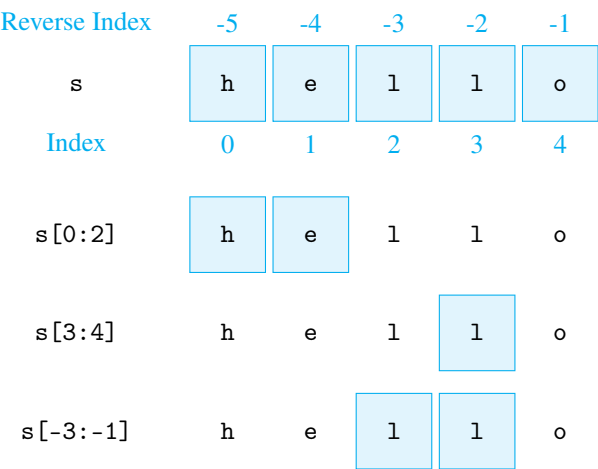 Reverse Index -5 -4 -3 -2 -1
s h e l l o
Index 0 1 2 3 4
s[0:2] h e l l o
s[3:4] h e l l o
s[-3:-1] h e l l o